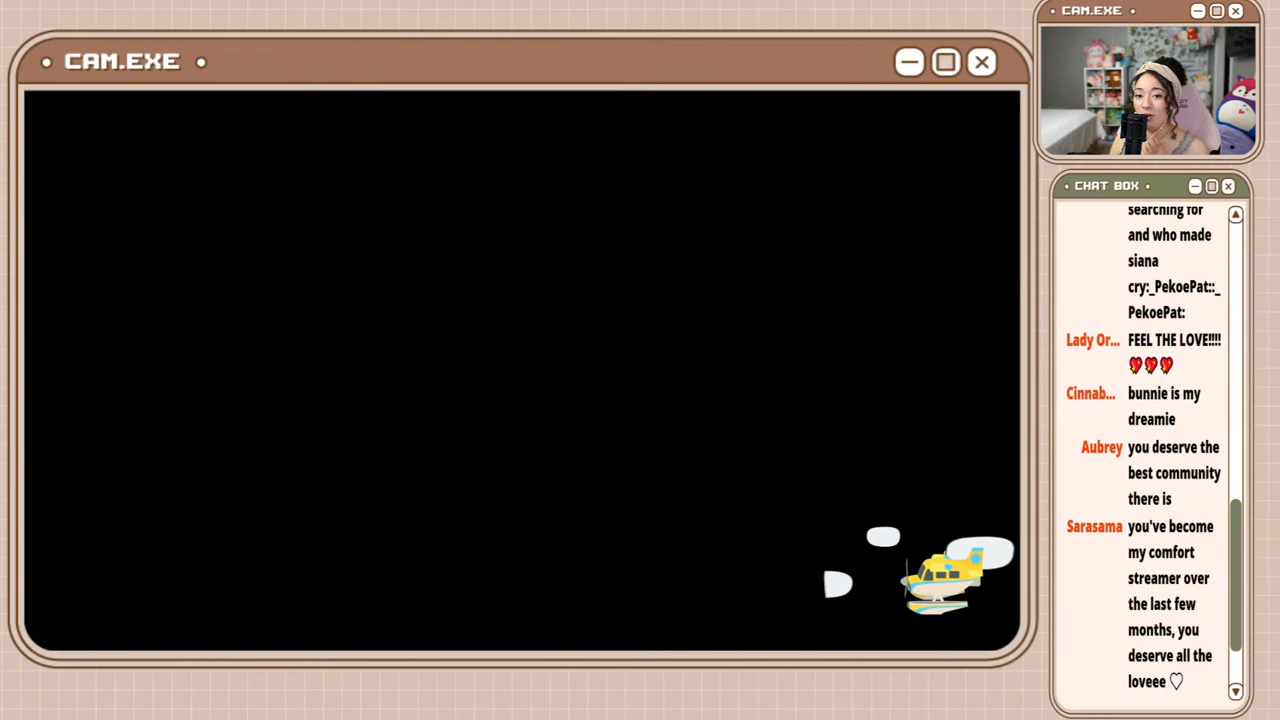 CAM.EXE
CAM.EXE
CHAT BOX
searching for
and who made
siana
cry:_PekoePat::_
PekoePat:
Lady Or... FEEL THE LOVE!!!!
Cinnab... bunnie is my
dreamie
Aubrey you deserve the
best community
there is
Sarasama you've become
my comfort
streamer over
the last few
months, you
deserve all the
loveee ♡